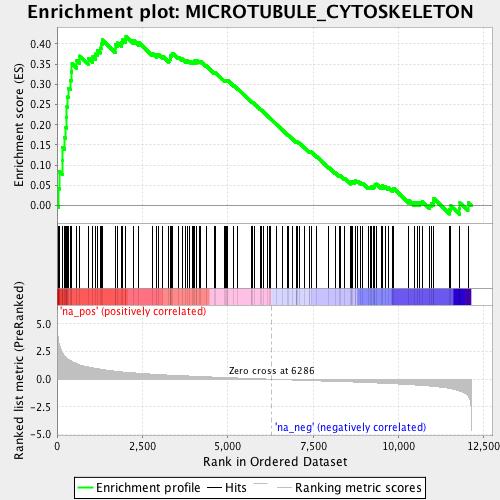 Enrichment plot: MICROTUBULE_CYTOSKELETON
Enrichment score (ES)
0.40
0.35
0.30
0.25
0.20
0.15
0.10
0.05
0.00
Ranked list metric (PreRanked)
'na_pos' (positively correlated)
5.0
2.5
0.0
-2.5
-5.0
Zero cross at 6286
'na_neg' (negatively correlated)
0
2,500
5,000
7,500
10,000
12,500
Rank in Ordered Dataset
Enrichment profile
Hits
Ranking metric scores